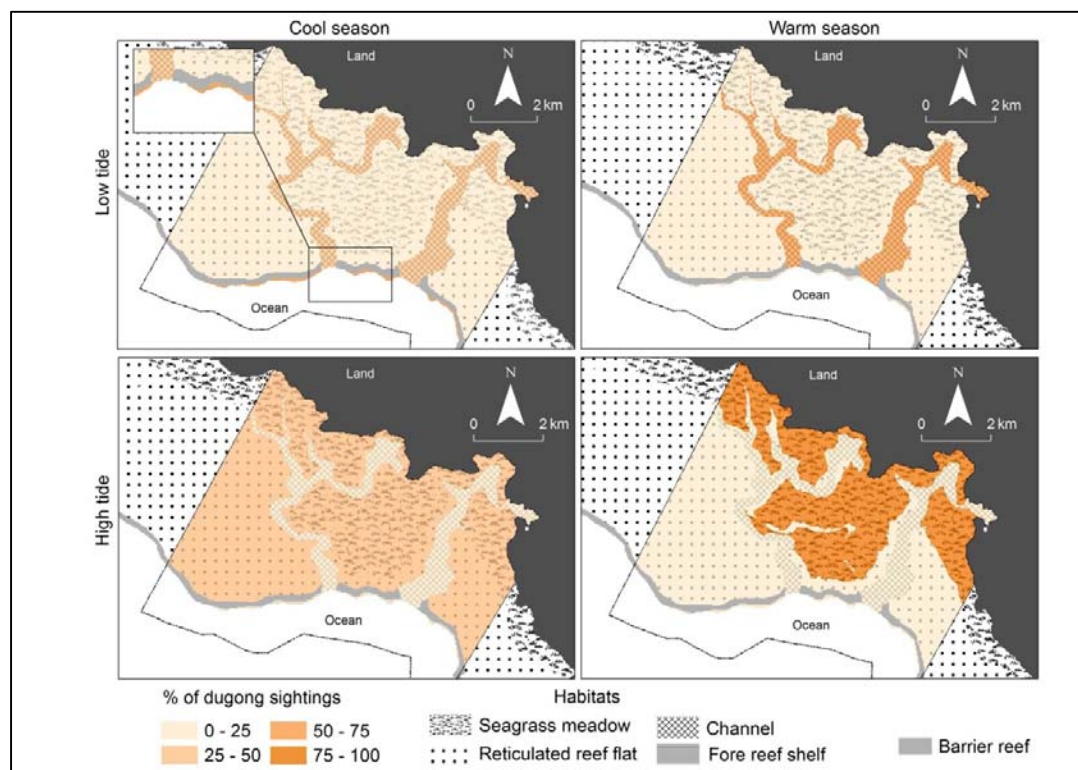 Cool season
Warm season
Low tide
Land
N
0 2 km
Ocean
Land
N
0 2 km
Ocean
High tide
Land
N
0 2 km
Ocean
Land
N
0 2 km
Ocean
% of dugong sightings
0 - 25
50 - 75
25 - 50
75 - 100
Habitats
Seagrass meadow
Channel
Reticulated reef flat
Fore reef shelf
Barrier reef